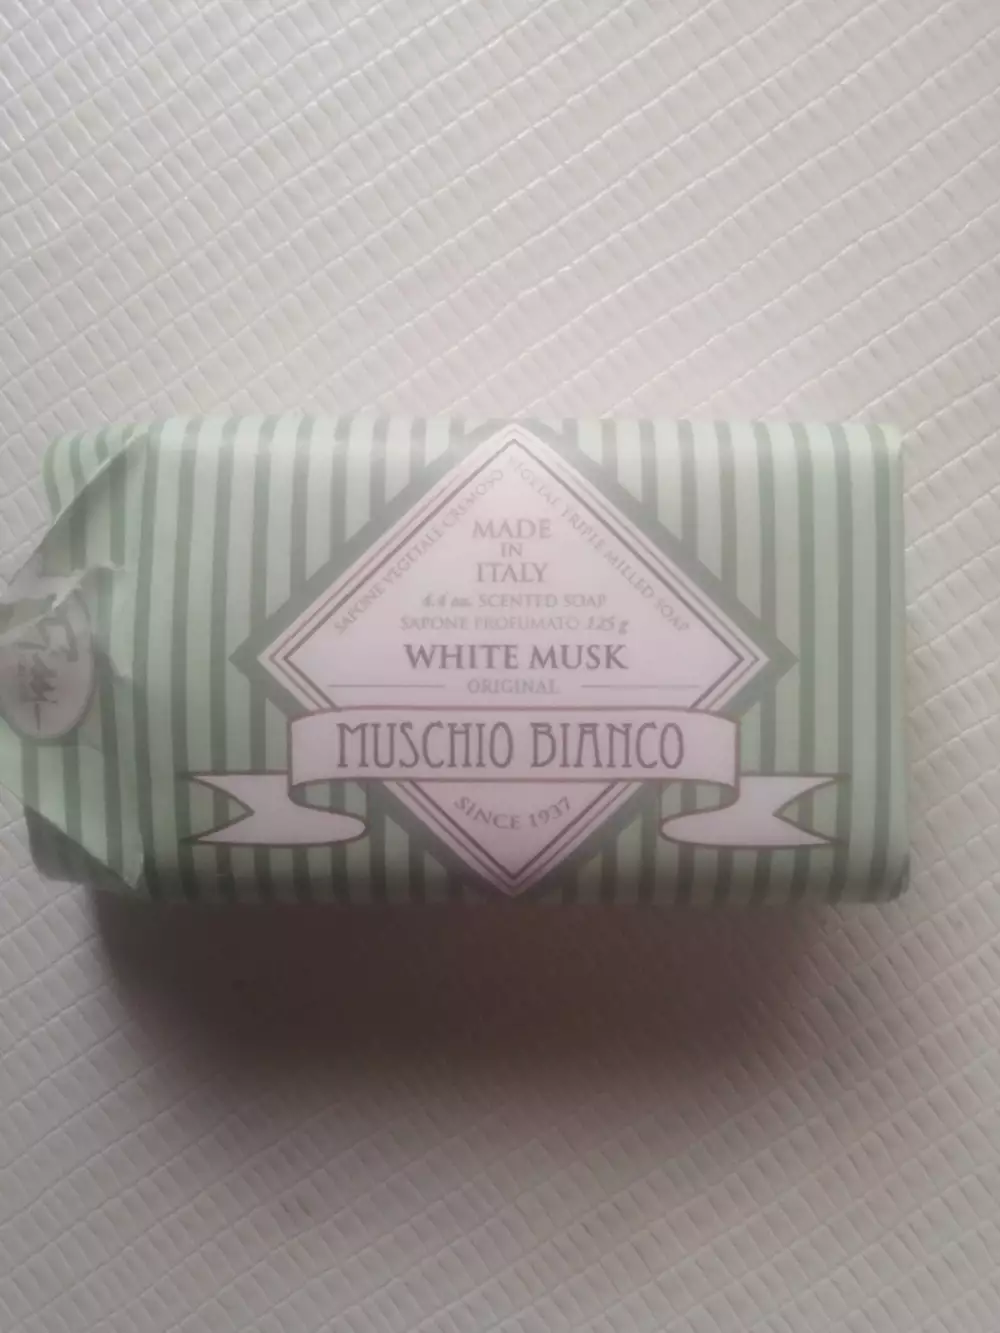 SAPONE VEGETALE CREMOSO
VEGETAL TRIPLE MILLED SOAP
MADE
IN
ITALY
4.4 oz. SCENTED SOAP
SAPONE PROFUMATO 125 g
WHITE MUSK
ORIGINAL
MUSCHIO BIANCO
SINCE 1937